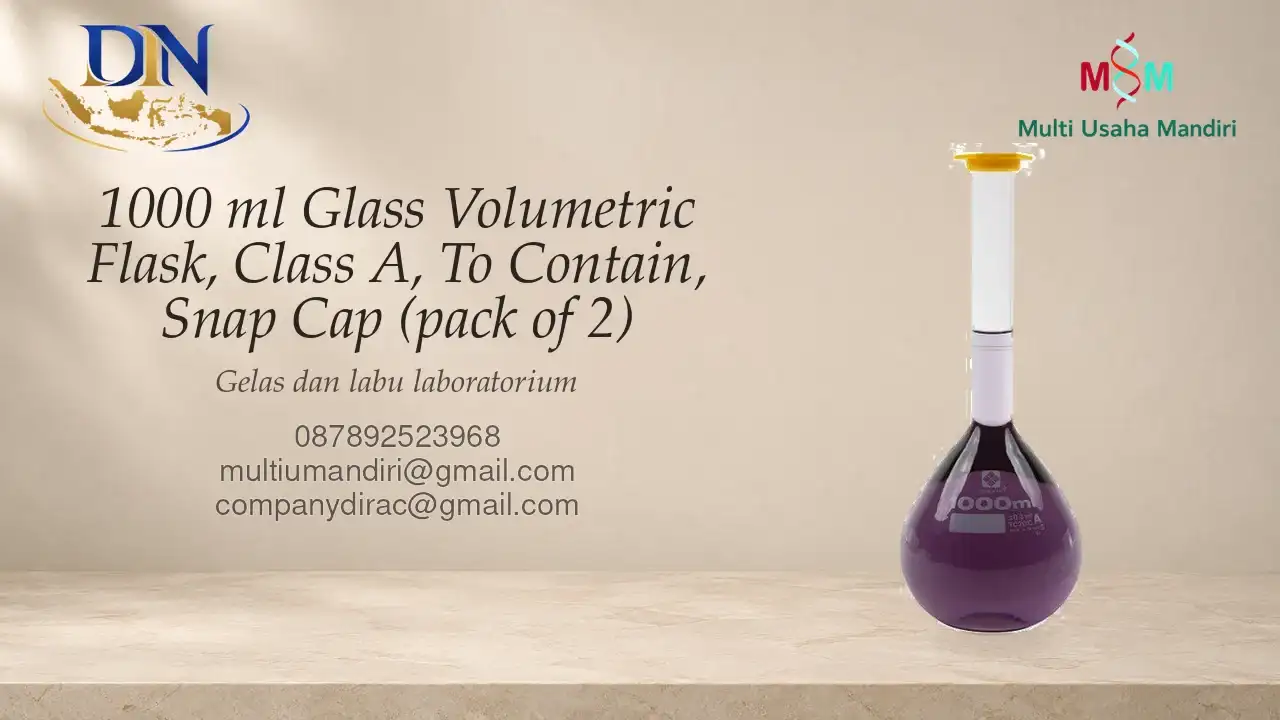 DN
MSM
Multi Usaha Mandiri
1000 ml Glass Volumetric
Flask, Class A, To Contain,
Snap Cap (pack of 2)
Gelas dan labu laboratorium
087892523968
multiumandiri@gmail.com
companydirac@gmail.com
1000ml
A